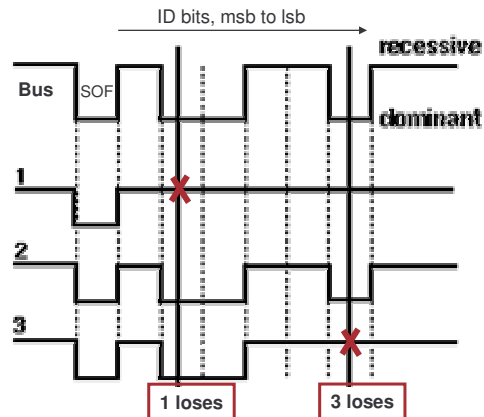 ID bits, msb to lsb
recessive
Bus
SOF
dominant
1
2
3
1 loses
3 loses